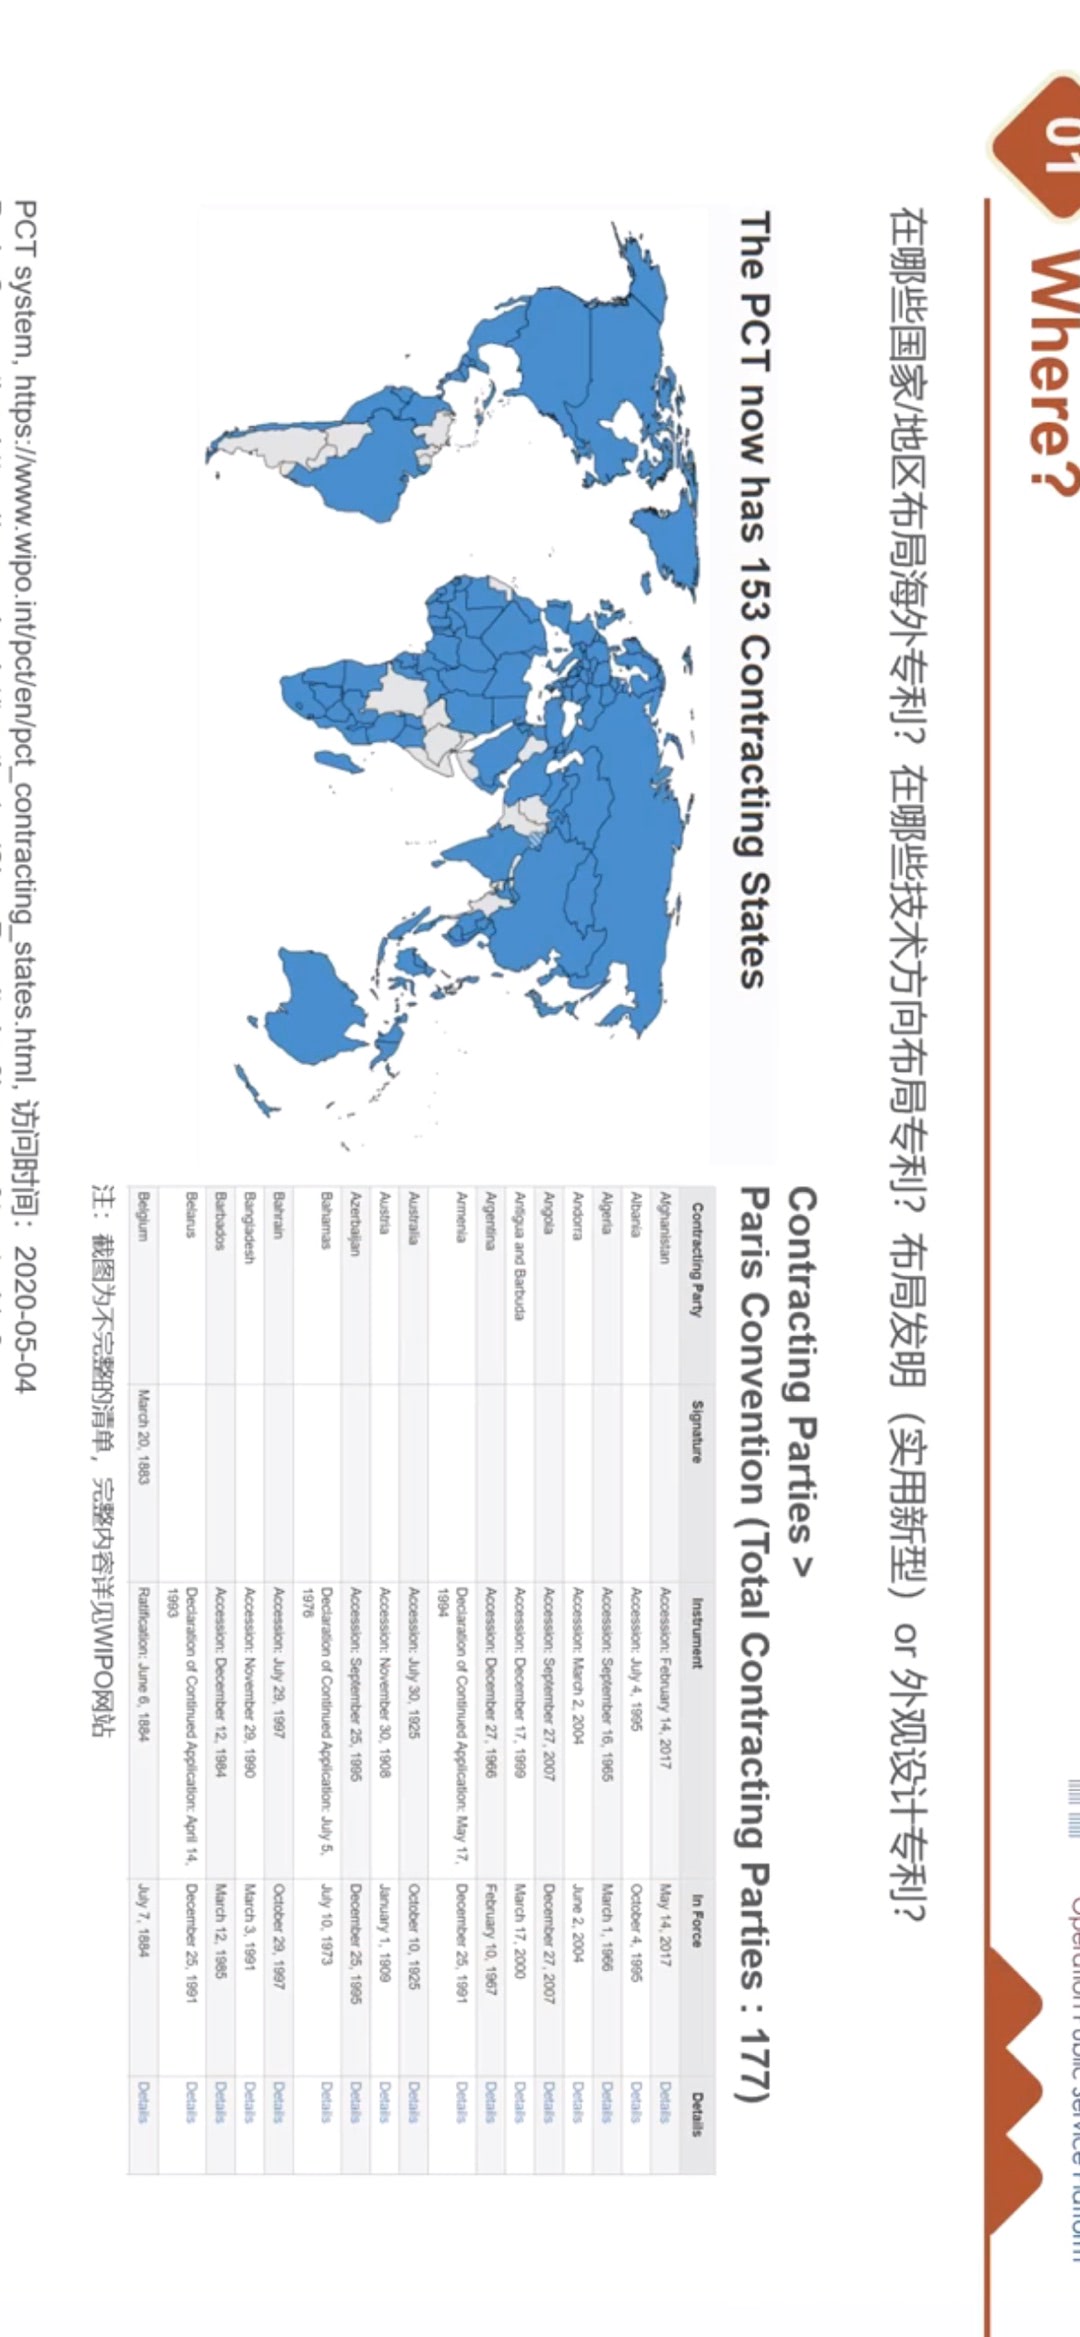 01 Where?
Operation Public Service Platform
在哪些国家/地区布局海外专利？在哪些技术方向布局专利？布局发明（实用新型）or 外观设计专利？
The PCT now has 153 Contracting States
Contracting Parties >
Paris Convention (Total Contracting Parties : 177)
Contracting Party Signature Instrument In Force Details
Afghanistan Accession: February 14, 2017 May 14, 2017 Details
Albania Accession: July 4, 1995 October 4, 1995 Details
Algeria Accession: September 16, 1965 March 1, 1966 Details
Andorra Accession: March 2, 2004 June 2, 2004 Details
Angola Accession: September 27, 2007 December 27, 2007 Details
Antigua and Barbuda Accession: December 17, 1999 March 17, 2000 Details
Argentina Accession: December 27, 1966 February 10, 1967 Details
Armenia Declaration of Continued Application: May 17, December 25, 1991 Details
1994
Australia Accession: July 30, 1925 October 10, 1925 Details
Austria Accession: November 30, 1908 January 1, 1909 Details
Azerbaijan Accession: September 25, 1995 December 25, 1995 Details
Bahamas Declaration of Continued Application: July 5, July 10, 1973 Details
1976
Bahrain Accession: July 29, 1997 October 29, 1997 Details
Bangladesh Accession: November 29, 1990 March 3, 1991 Details
Barbados Accession: December 12, 1984 March 12, 1985 Details
Belarus Declaration of Continued Application: April 14, December 25, 1991 Details
1993
Belgium March 20, 1883 Ratification: June 6, 1884 July 7, 1884 Details
注：截图为不完整的清单，完整内容详见WIPO网站
PCT system, https://www.wipo.int/pct/en/pct_contracting_states.html, 访问时间：2020-05-04